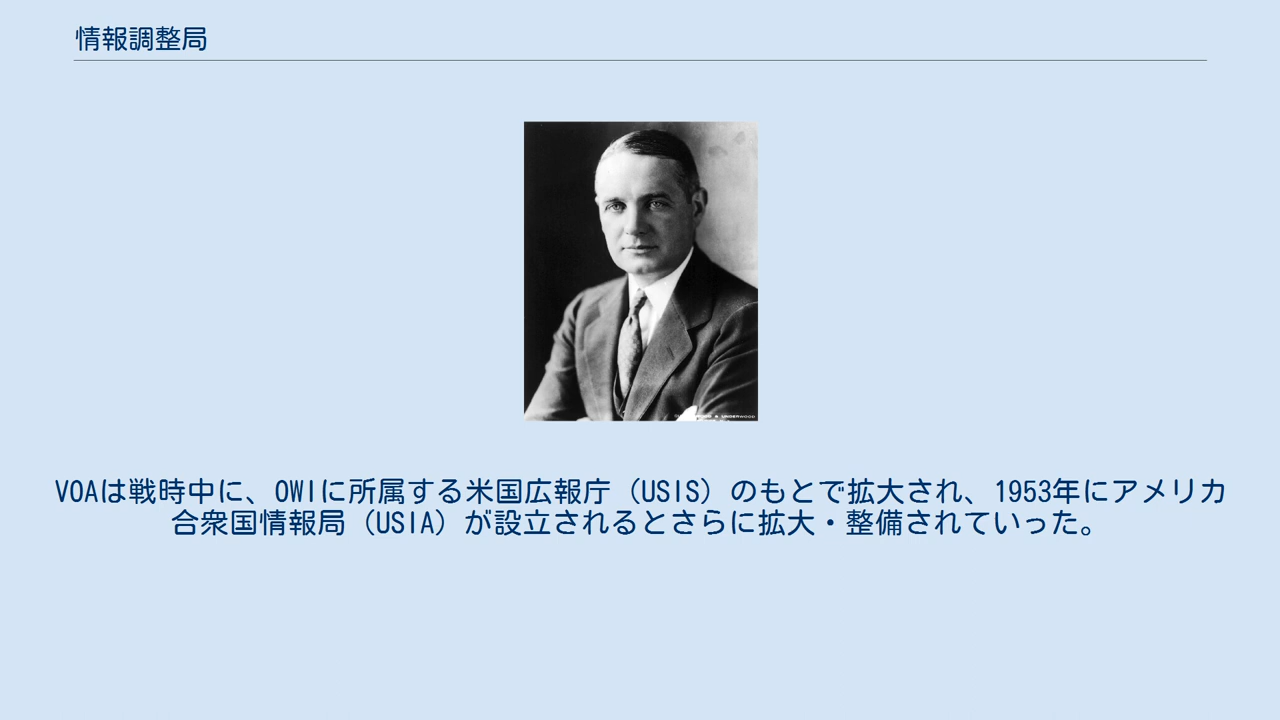 情報調整局
UNDERWOOD
VOAは戦時中に、OWIに所属する米国広報庁（USIS）のもとで拡大され、1953年にアメリカ
合衆国情報局（USIA）が設立されるとさらに拡大・整備されていった。